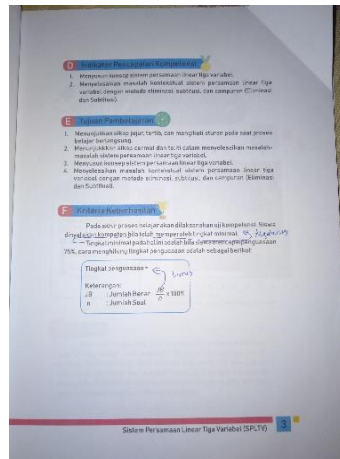 D Indikator Pencapaian Kompetensi
1. Menyusun konsep sistem persamaan linear tiga variabel.
2. Menyelesaikan masalah kontekstual sistem persamaan linear tiga
variabel dengan metode eliminasi, subtitusi, dan campuran (Eliminasi
dan Subtitusi).
E Tujuan Pembelajaran
1. Menunjukkan sikap jujur, tertib, dan mengikuti aturan pada saat proses
belajar berlangsung.
2. Menunjukkan sikap cermat dan teliti dalam menyelesaikan masalah-
masalah sistem persamaan linear tiga variabel.
3. Menyusun konsep sistem persamaan linear tiga variabel.
4. Menyelesaikan masalah kontekstual sistem persamaan linear tiga
variabel dengan metode eliminasi, subtitusi, dan campuran (Eliminasi
dan Subtitusi).
F Kriteria Keberhasilan
Pada akhir proses belajar akan dilaksanakan uji kompetensi. Siswa
dinyatakan kompeten bila telah memperoleh tingkat minimal.
Tingkat minimal pada hal ini adalah bila siswa mencapai penguasaan
75%, cara menghitung tingkat penguasaan adalah sebagai berikut
Tingkat penguasaan =
Keterangan:
JB : Jumlah Benar JB/n x 100%
n : Jumlah Soal
Sistem Persamaan Linear Tiga Variabel (SPLTV) 3